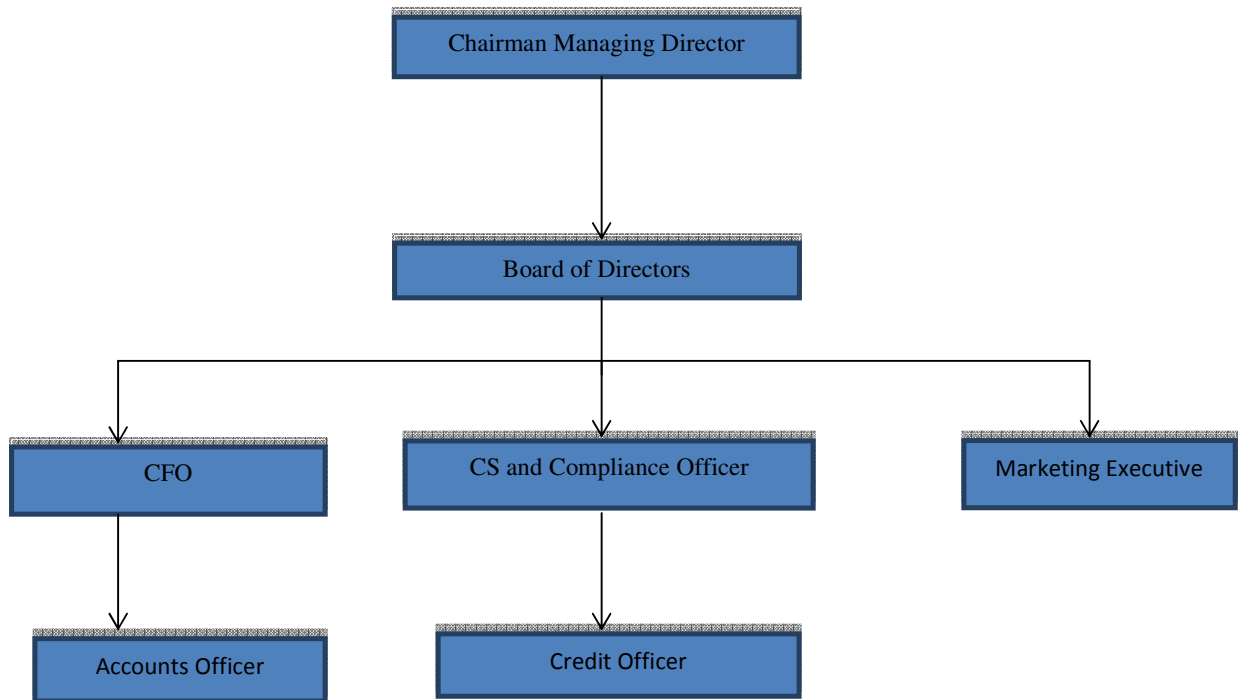 Chairman Managing Director
Board of Directors
CFO
CS and Compliance Officer
Marketing Executive
Accounts Officer
Credit Officer